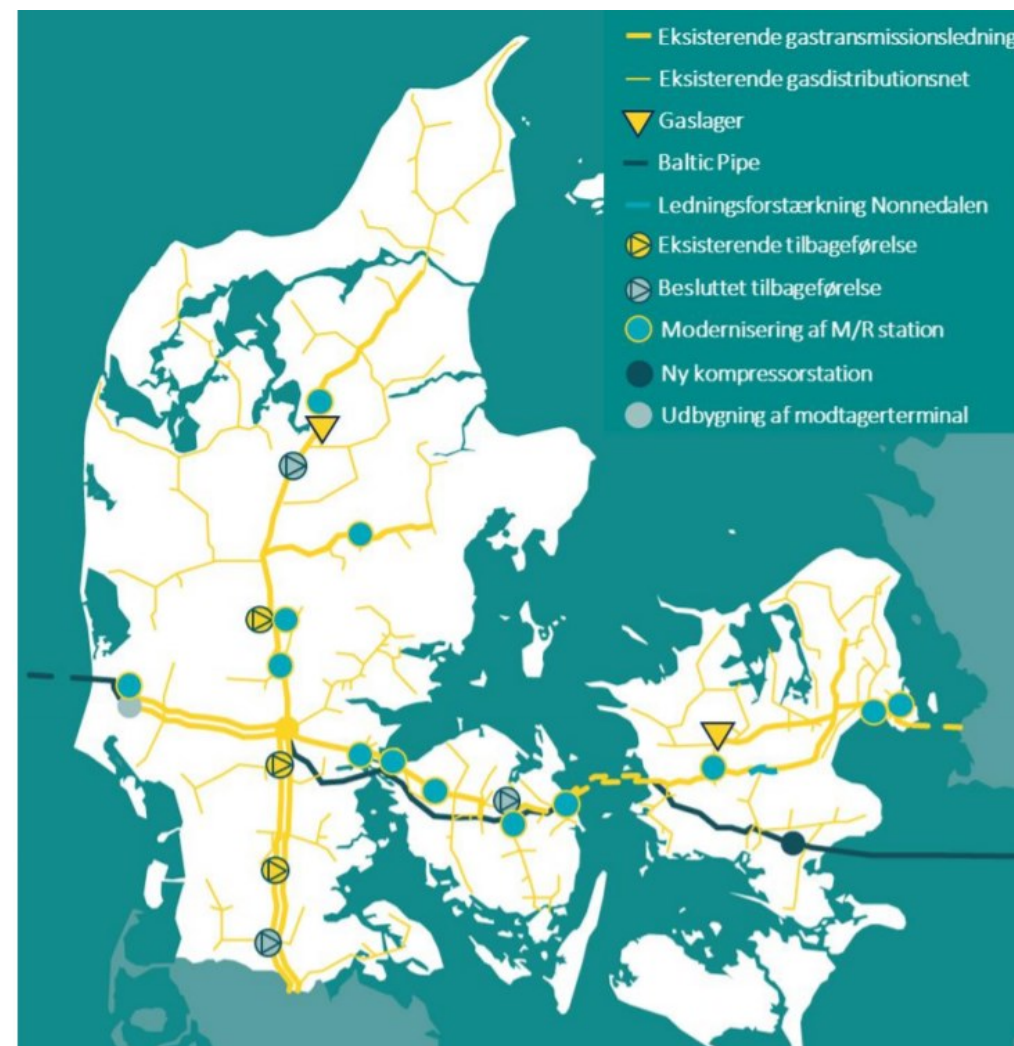 Eksisterende gastransmissionsledning
Eksisterende gasdistributionsnet
Gaslager
Baltic Pipe
Ledningsforstærkning Nonnedalen
Eksisterende tilbageførelse
Besluttet tilbageførelse
Modernisering af M/R station
Ny kompressorstation
Udbygning af modtagerterminal